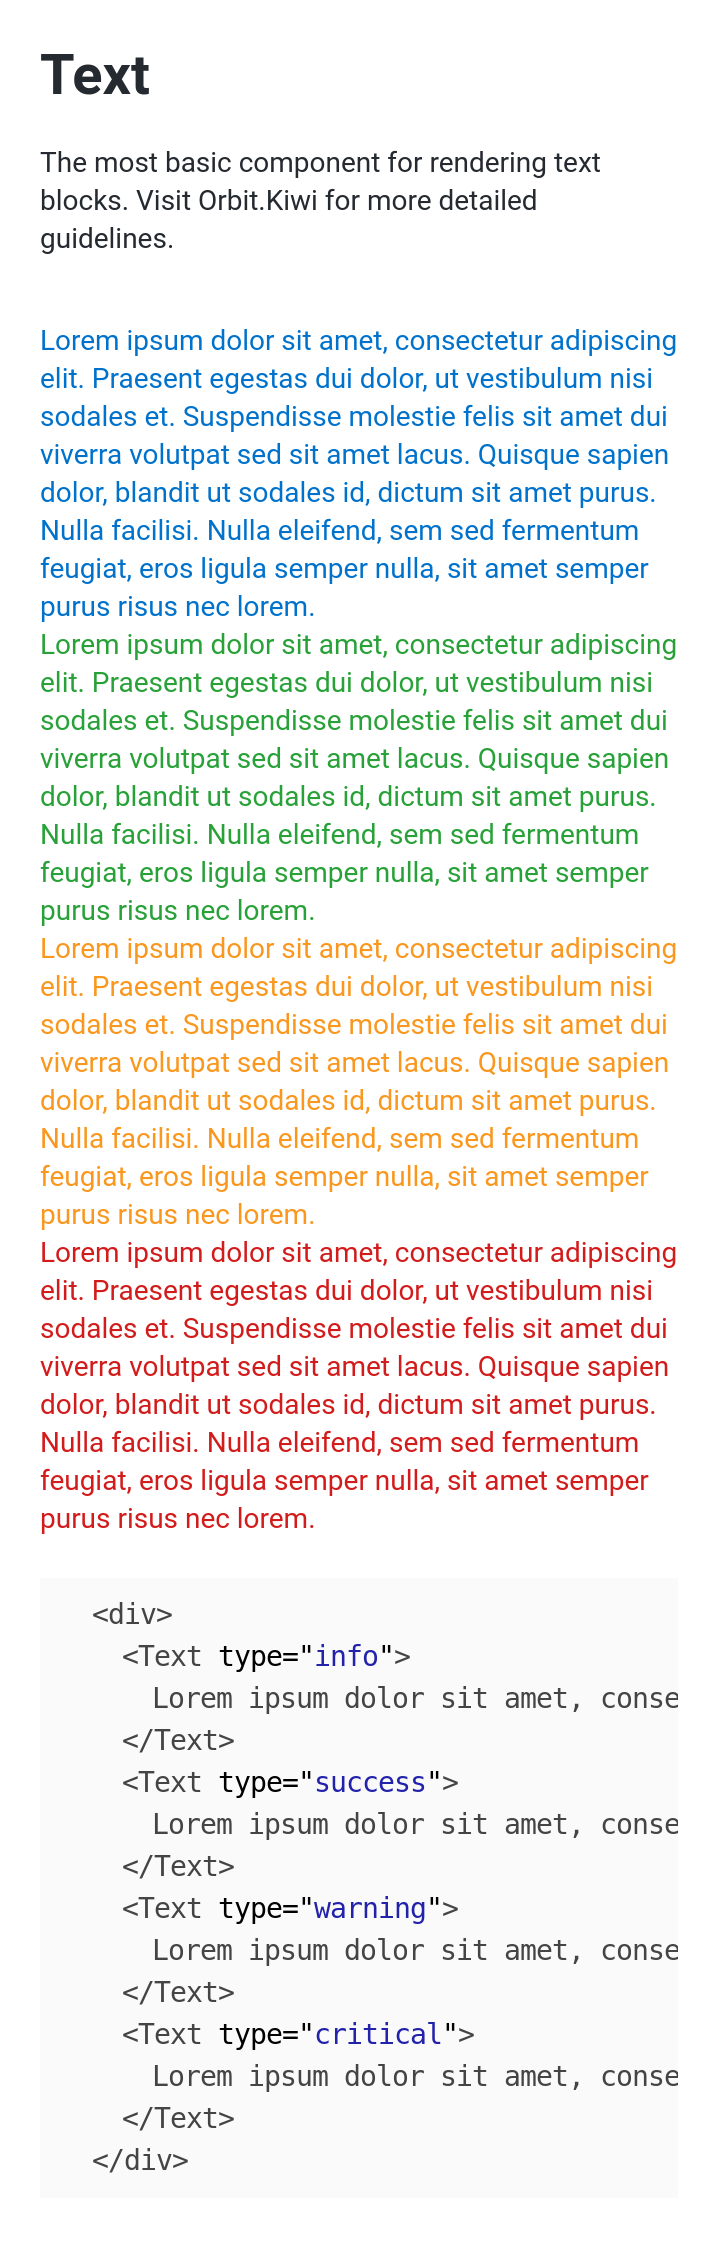 Text
The most basic component for rendering text
blocks. Visit Orbit.Kiwi for more detailed
guidelines.
Lorem ipsum dolor sit amet, consectetur adipiscing
elit. Praesent egestas dui dolor, ut vestibulum nisi
sodales et. Suspendisse molestie felis sit amet dui
viverra volutpat sed sit amet lacus. Quisque sapien
dolor, blandit ut sodales id, dictum sit amet purus.
Nulla facilisi. Nulla eleifend, sem sed fermentum
feugiat, eros ligula semper nulla, sit amet semper
purus risus nec lorem.
Lorem ipsum dolor sit amet, consectetur adipiscing
elit. Praesent egestas dui dolor, ut vestibulum nisi
sodales et. Suspendisse molestie felis sit amet dui
viverra volutpat sed sit amet lacus. Quisque sapien
dolor, blandit ut sodales id, dictum sit amet purus.
Nulla facilisi. Nulla eleifend, sem sed fermentum
feugiat, eros ligula semper nulla, sit amet semper
purus risus nec lorem.
Lorem ipsum dolor sit amet, consectetur adipiscing
elit. Praesent egestas dui dolor, ut vestibulum nisi
sodales et. Suspendisse molestie felis sit amet dui
viverra volutpat sed sit amet lacus. Quisque sapien
dolor, blandit ut sodales id, dictum sit amet purus.
Nulla facilisi. Nulla eleifend, sem sed fermentum
feugiat, eros ligula semper nulla, sit amet semper
purus risus nec lorem.
Lorem ipsum dolor sit amet, consectetur adipiscing
elit. Praesent egestas dui dolor, ut vestibulum nisi
sodales et. Suspendisse molestie felis sit amet dui
viverra volutpat sed sit amet lacus. Quisque sapien
dolor, blandit ut sodales id, dictum sit amet purus.
Nulla facilisi. Nulla eleifend, sem sed fermentum
feugiat, eros ligula semper nulla, sit amet semper
purus risus nec lorem.
<div>
<Text type="info">
Lorem ipsum dolor sit amet, conse
</Text>
<Text type="success">
Lorem ipsum dolor sit amet, conse
</Text>
<Text type="warning">
Lorem ipsum dolor sit amet, conse
</Text>
<Text type="critical">
Lorem ipsum dolor sit amet, conse
</Text>
</div>